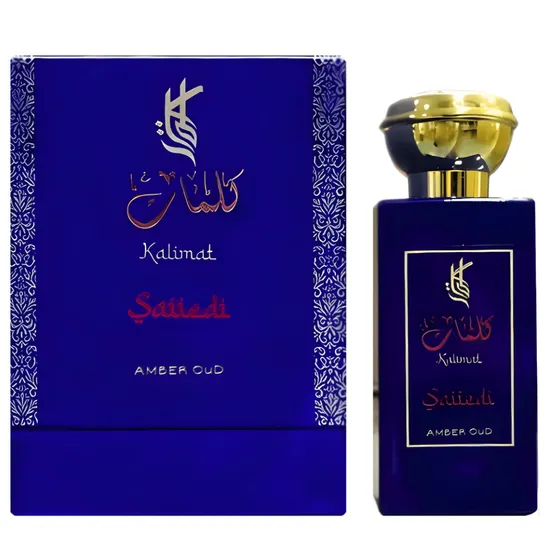 كلمات
Kalimat
Saiiedi
AMBER OUD
كلمات
Kalimat
Saiiedi
AMBER OUD